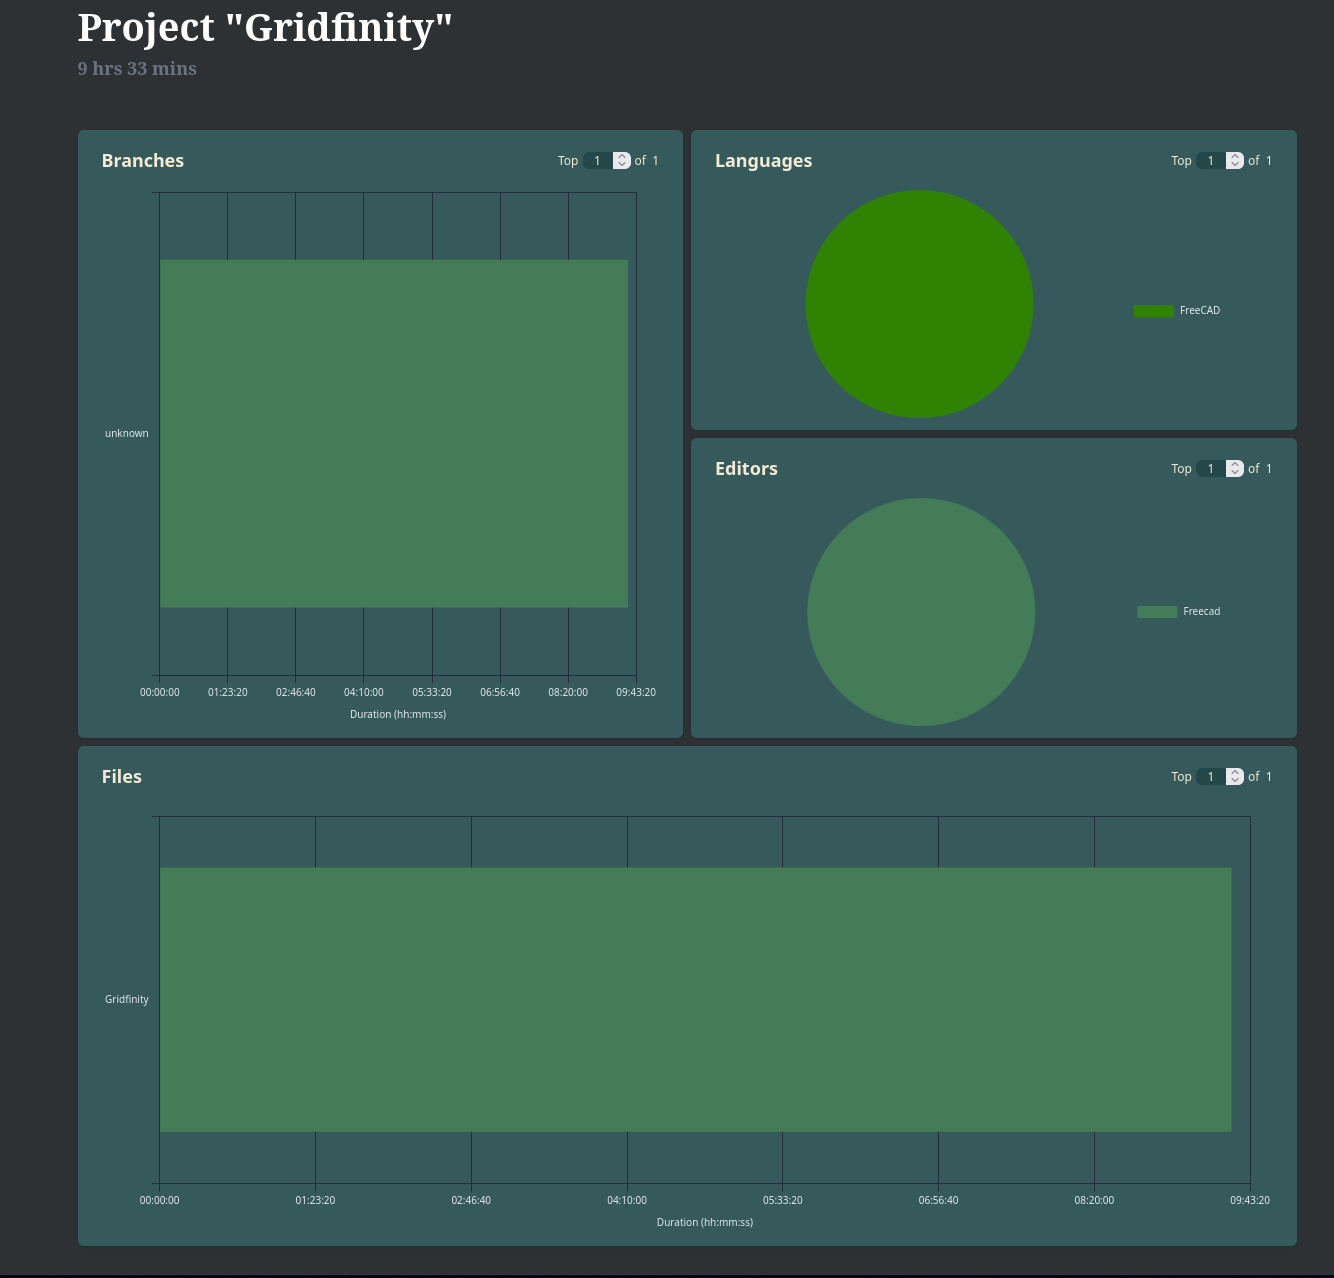 Project "Gridfinity"
9 hrs 33 mins
Branches
Top 1 of 1
unknown
00:00:00 01:23:20 02:46:40 04:10:00 05:33:20 06:56:40 08:20:00 09:43:20
Duration (hh:mm:ss)
Languages
Top 1 of 1
FreeCAD
Editors
Top 1 of 1
Freecad
Files
Top 1 of 1
Gridfinity
00:00:00 01:23:20 02:46:40 04:10:00 05:33:20 06:56:40 08:20:00 09:43:20
Duration (hh:mm:ss)